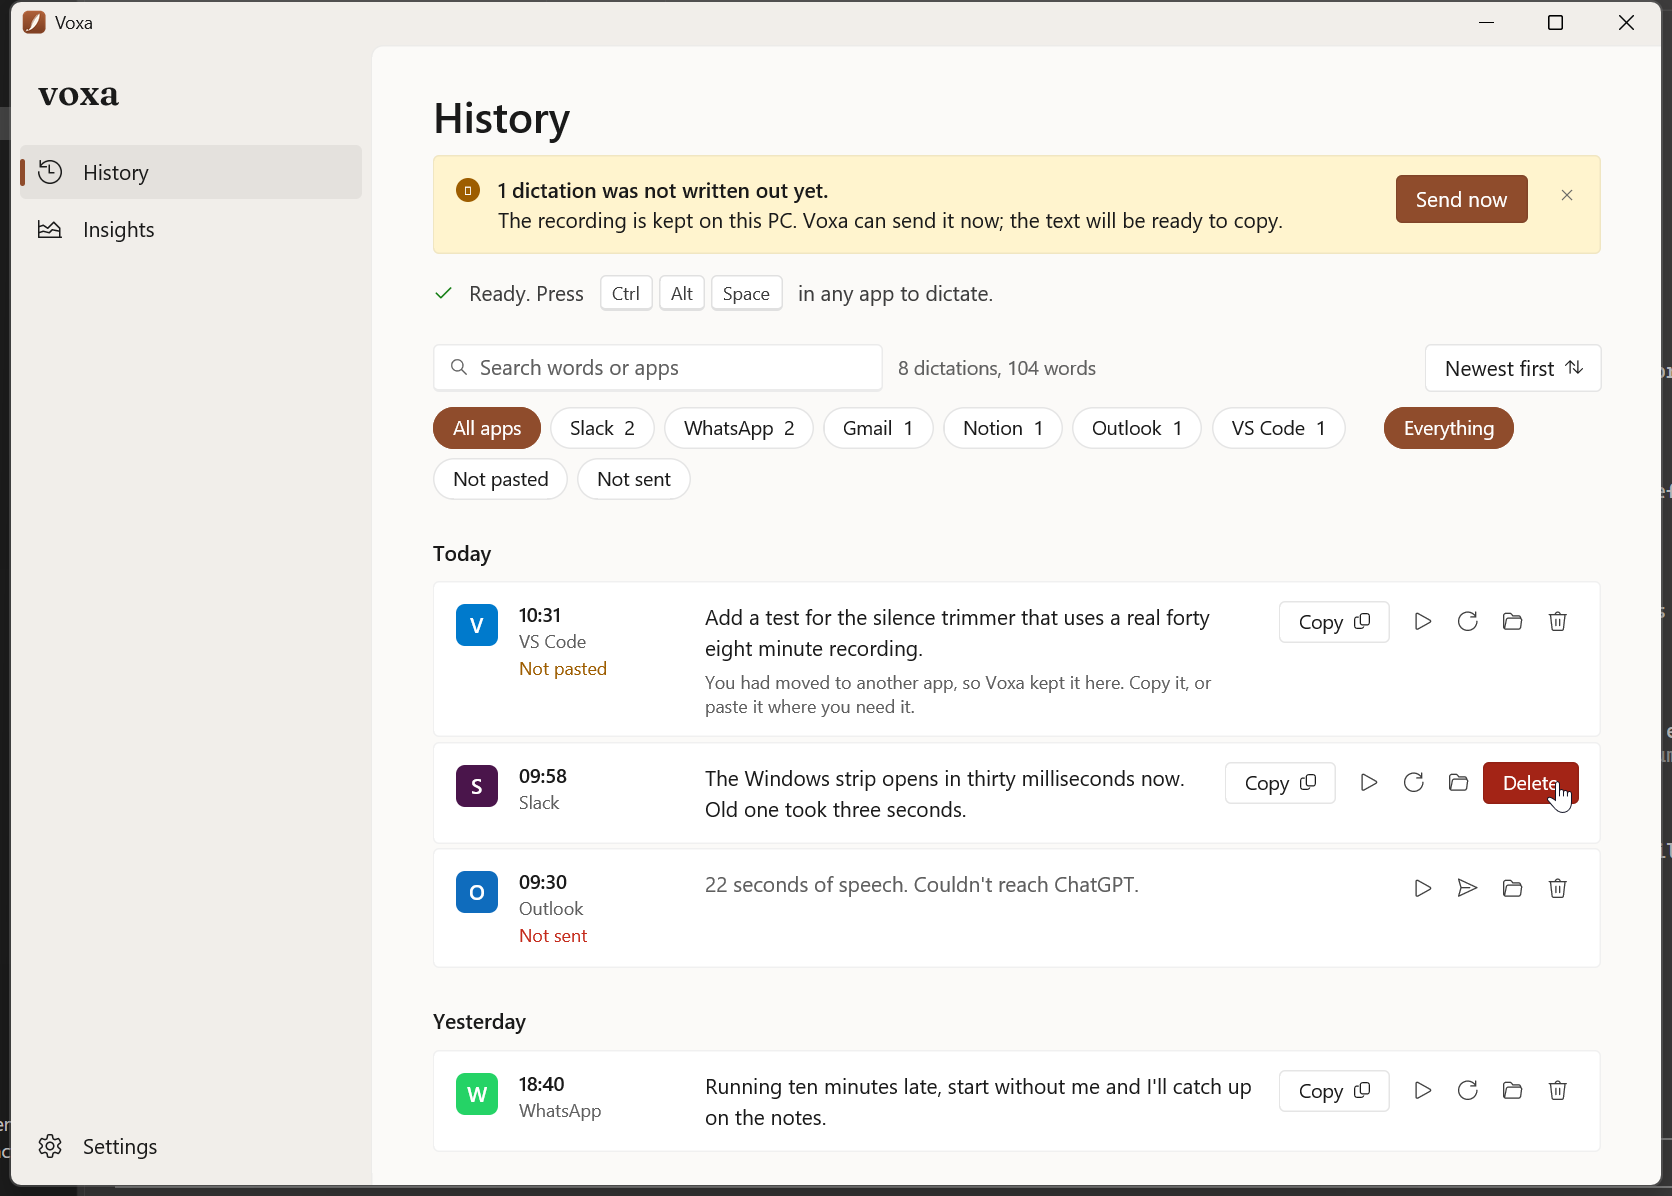 Voxa
voxa
History
Insights
Settings
History
1 dictation was not written out yet.
The recording is kept on this PC. Voxa can send it now; the text will be ready to copy.
Send now
Ready. Press Ctrl Alt Space in any app to dictate.
Search words or apps
8 dictations, 104 words
Newest first
All apps
Slack 2
WhatsApp 2
Gmail 1
Notion 1
Outlook 1
VS Code 1
Everything
Not pasted
Not sent
Today
V
10:31
VS Code
Not pasted
Add a test for the silence trimmer that uses a real forty
eight minute recording.
You had moved to another app, so Voxa kept it here. Copy it, or
paste it where you need it.
Copy
S
09:58
Slack
The Windows strip opens in thirty milliseconds now.
Old one took three seconds.
Copy
Delete
O
09:30
Outlook
Not sent
22 seconds of speech. Couldn't reach ChatGPT.
Yesterday
W
18:40
WhatsApp
Running ten minutes late, start without me and I'll catch up
on the notes.
Copy